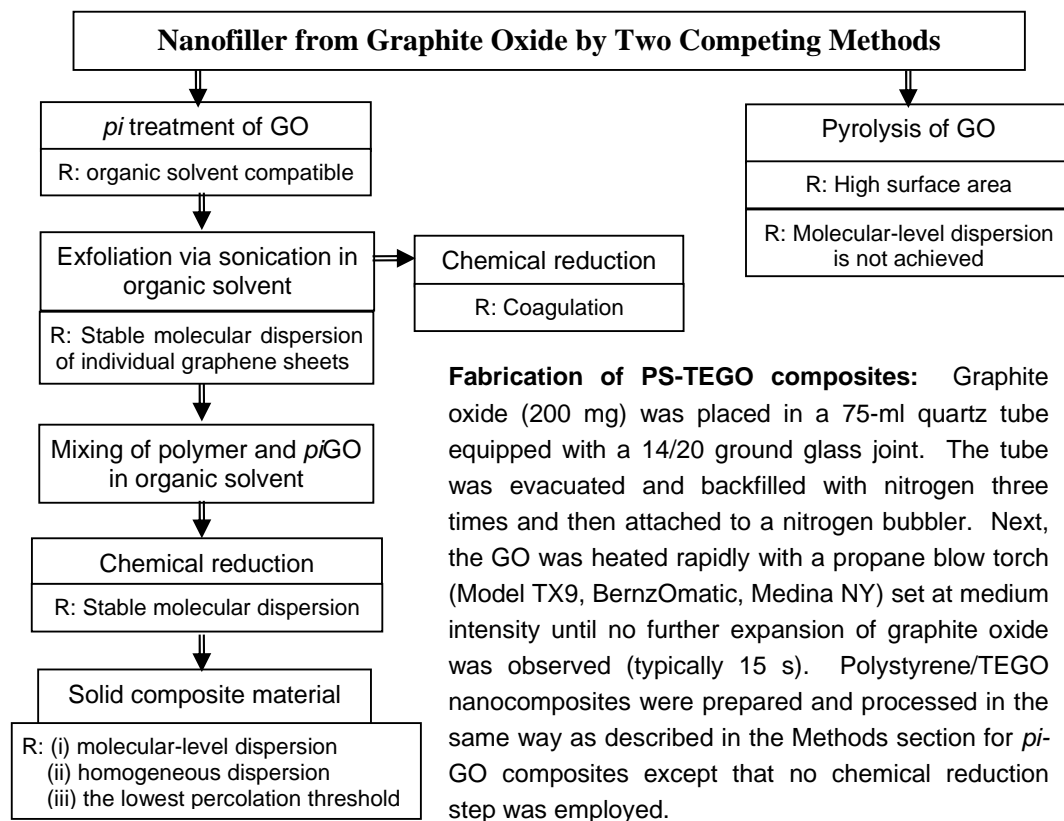 Nanofiller from Graphite Oxide by Two Competing Methods
pi treatment of GO
R: organic solvent compatible
Exfoliation via sonication in
organic solvent
R: Stable molecular dispersion
of individual graphene sheets
Chemical reduction
R: Coagulation
Mixing of polymer and piGO
in organic solvent
Chemical reduction
R: Stable molecular dispersion
Solid composite material
R: (i) molecular-level dispersion
(ii) homogeneous dispersion
(iii) the lowest percolation threshold
Pyrolysis of GO
R: High surface area
R: Molecular-level dispersion
is not achieved
Fabrication of PS-TEGO composites: Graphite
oxide (200 mg) was placed in a 75-ml quartz tube
equipped with a 14/20 ground glass joint. The tube
was evacuated and backfilled with nitrogen three
times and then attached to a nitrogen bubbler. Next,
the GO was heated rapidly with a propane blow torch
(Model TX9, BernzOmatic, Medina NY) set at medium
intensity until no further expansion of graphite oxide
was observed (typically 15 s). Polystyrene/TEGO
nanocomposites were prepared and processed in the
same way as described in the Methods section for pi-
GO composites except that no chemical reduction
step was employed.